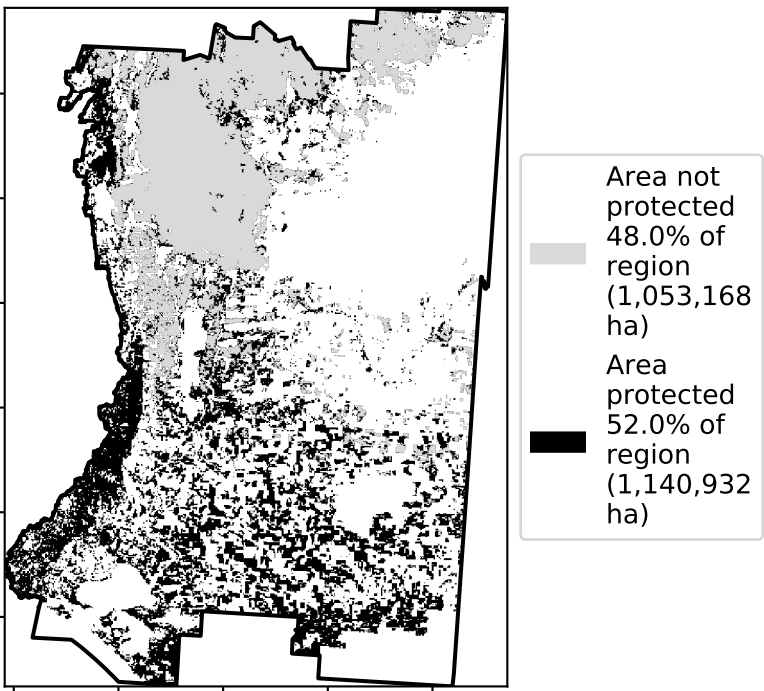 Area not
protected
48.0% of
region
(1,053,168
ha)
Area
protected
52.0% of
region
(1,140,932
ha)